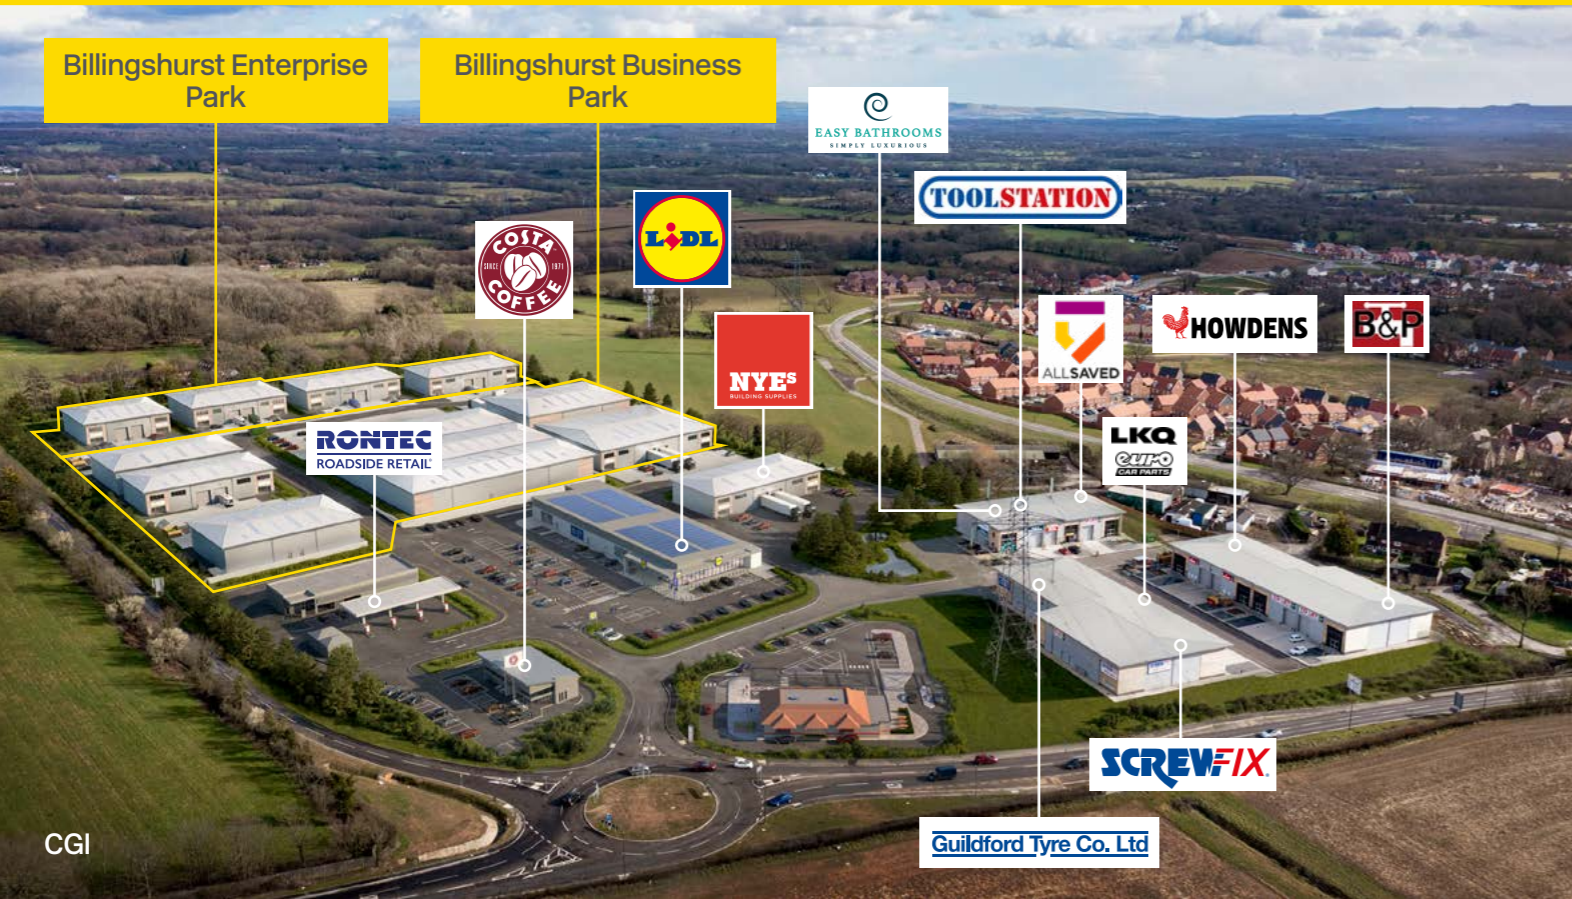 Billingshurst Enterprise
Park
Billingshurst Business
Park
EASY BATHROOMS
SIMPLY LUXURIOUS
TOOLSTATION
LIDL
COSTA
SINCE 1971
COFFEE
NYEs
BUILDING SUPPLIES
ALLSAVED
HOWDENS
B&P
RONTEC
ROADSIDE RETAIL
LKQ
euro
CAR PARTS
SCREWFIX
Guildford Tyre Co. Ltd
CGI